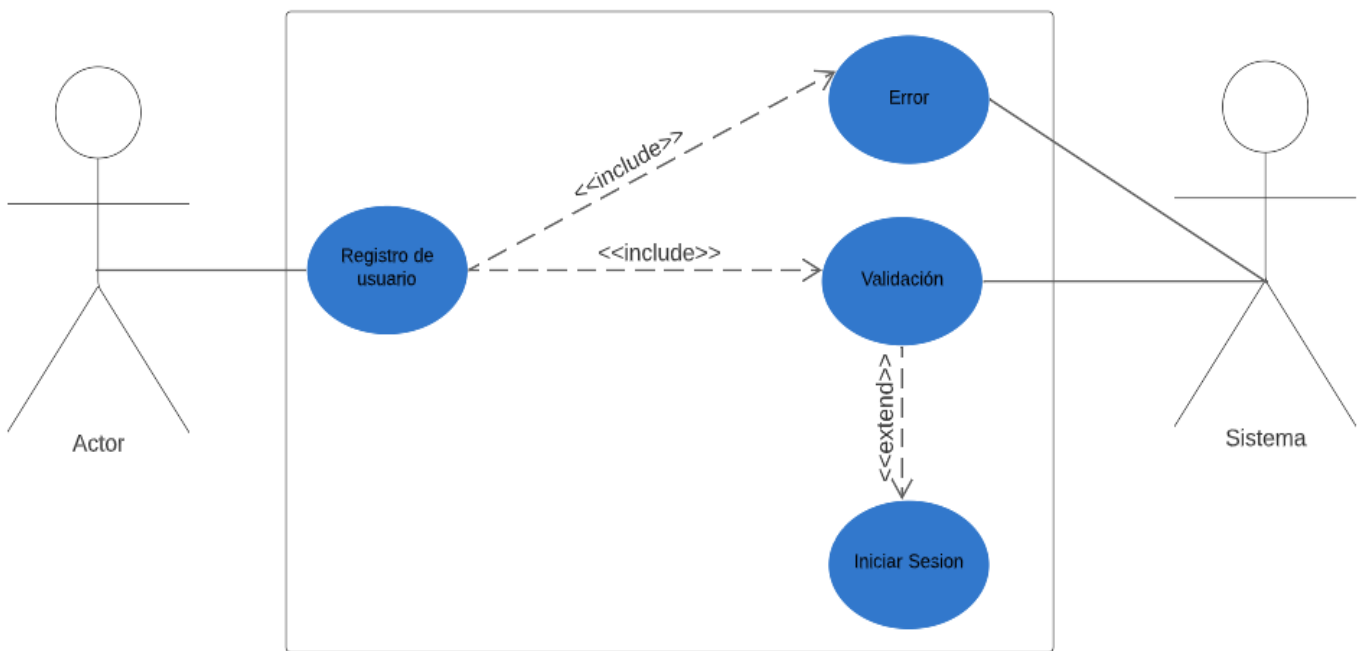 Error
<<include>>
Registro de
usuario
<<include>>
Validación
<<extend>>
Actor
Sistema
Iniciar Sesion